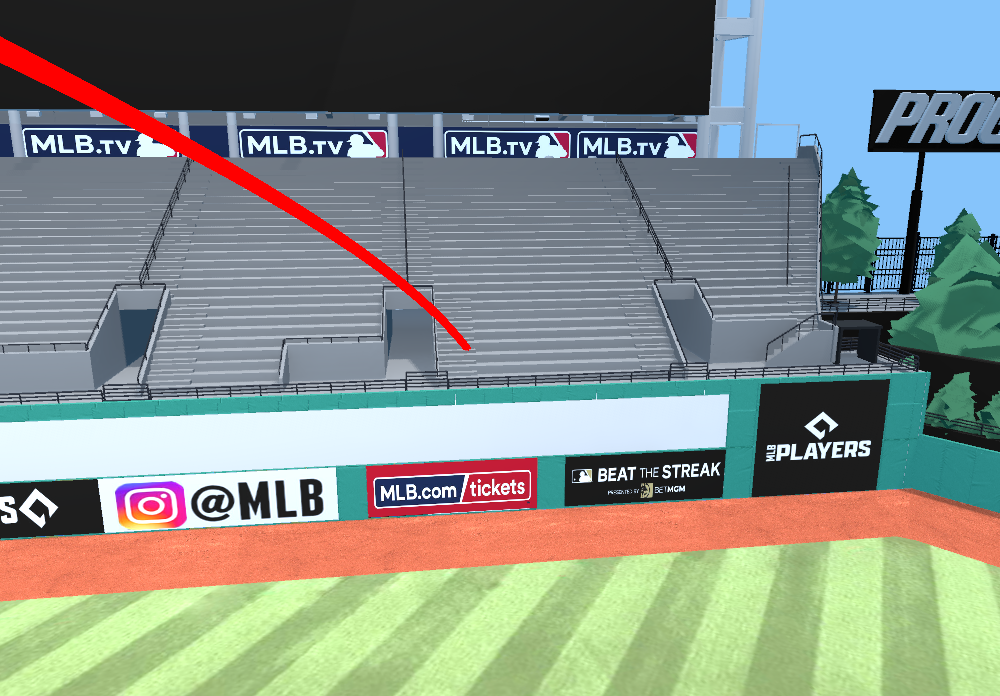 MLB.TV
MLB.TV
MLB.TV
MLB.TV
@MLB
MLB.com/tickets
BEAT THE STREAK
PRESENTED BY BETMGM
MLB PLAYERS